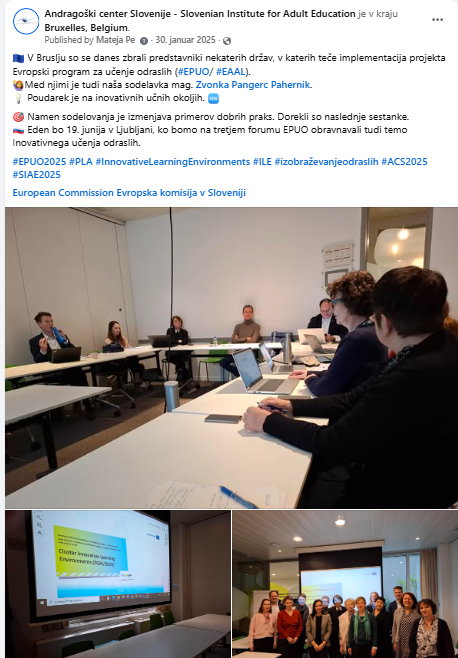 Andragoški center Slovenije - Slovenian Institute for Adult Education je v kraju
Bruxelles, Belgium.
Published by Mateja Pe · 30. januar 2025 ·
V Bruslju so se danes zbrali predstavniki nekaterih držav, v katerih teče implementacija projekta
Evropski program za učenje odraslih (#EPUO/ #EAAL).
Med njimi je tudi naša sodelavka mag. Zvonka Pangerc Pahernik.
Poudarek je na inovativnih učnih okoljih.
Namen sodelovanja je izmenjava primerov dobrih praks. Dorekli so naslednje sestanke.
Eden bo 19. junija v Ljubljani, ko bomo na tretjem forumu EPUO obravnavali tudi temo
Inovativnega učenja odraslih.
#EPUO2025 #PLA #InnovativeLearningEnvironments #ILE #izobraževanjeodraslih #ACS2025
#SIAE2025
European Commission Evropska komisija v Sloveniji
Cluster Innovative Learning
Environments (2024/2025)